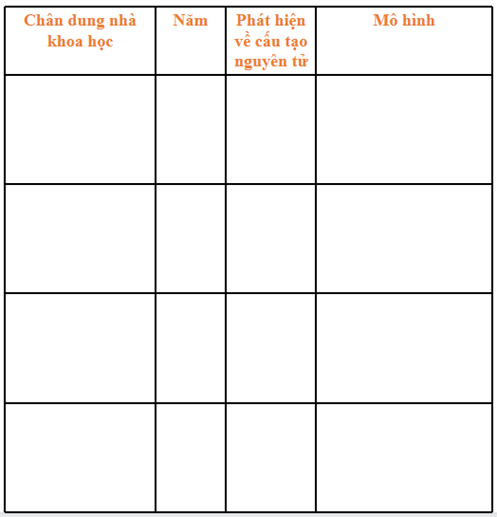 Chân dung nhà
khoa học
Năm
Phát hiện
về cấu tạo
nguyên tử
Mô hình